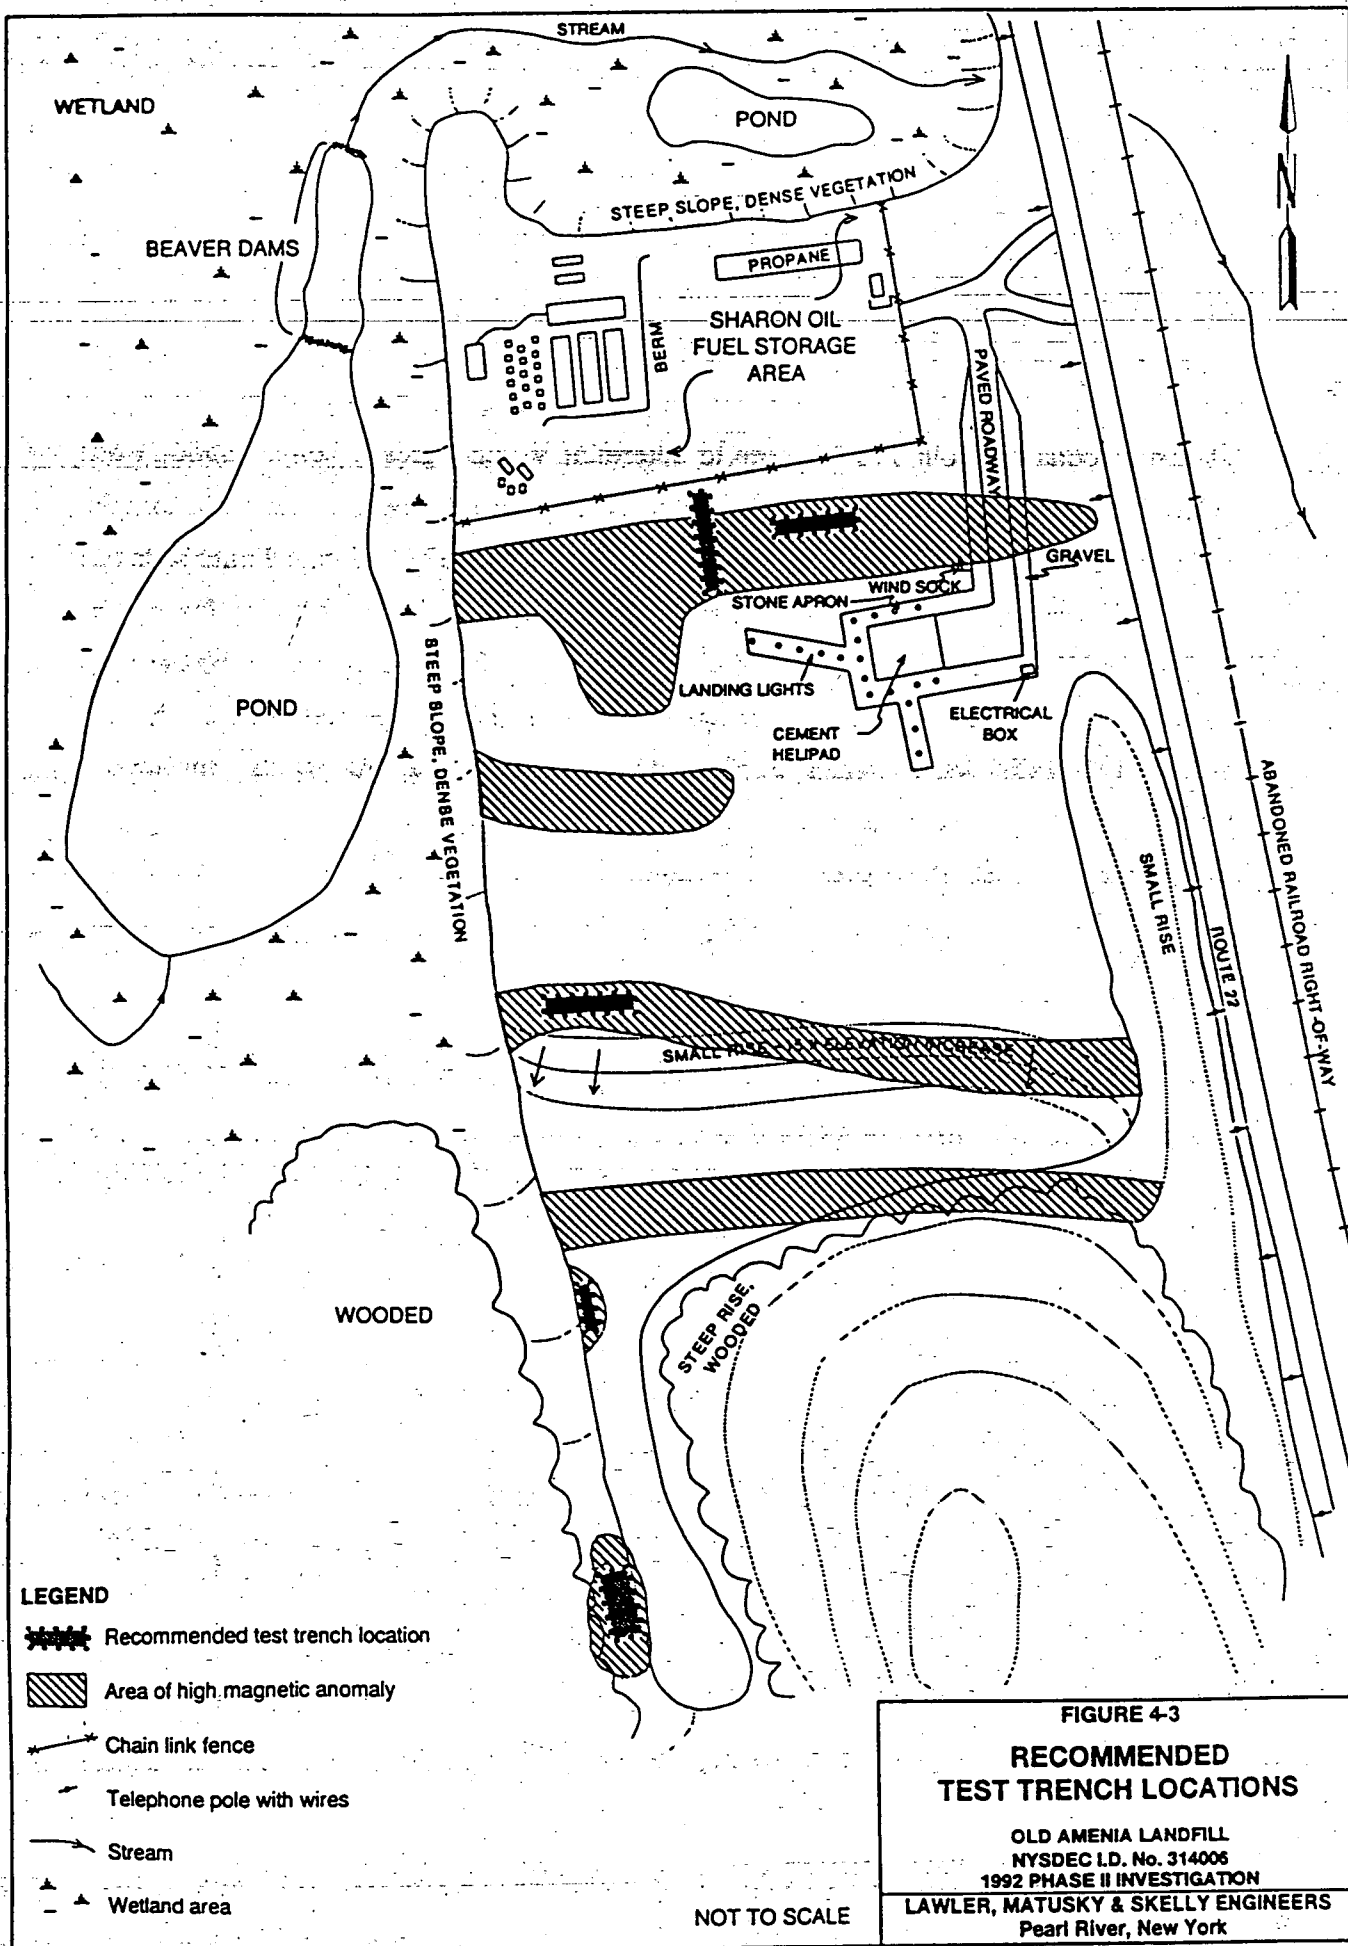 STREAM
WETLAND
POND
STEEP SLOPE, DENSE VEGETATION
BEAVER DAMS
PROPANE
BERM
SHARON OIL
FUEL STORAGE
AREA
PAVED ROADWAY
GRAVEL
WIND SOCK
STONE APRON
LANDING LIGHTS
CEMENT
HELIPAD
ELECTRICAL
BOX
POND
STEEP SLOPE, DENSE VEGETATION
SMALL RISE
ROUTE 22
ABANDONED RAILROAD RIGHT-OF-WAY
SMALL RISE ELEVATION INCREASE
WOODED
STEEP RISE,
WOODED
N
LEGEND
Recommended test trench location
Area of high magnetic anomaly
Chain link fence
Telephone pole with wires
Stream
Wetland area
NOT TO SCALE
FIGURE 4-3
RECOMMENDED
TEST TRENCH LOCATIONS
OLD AMENIA LANDFILL
NYSDEC I.D. No. 314006
1992 PHASE II INVESTIGATION
LAWLER, MATUSKY & SKELLY ENGINEERS
Pearl River, New York